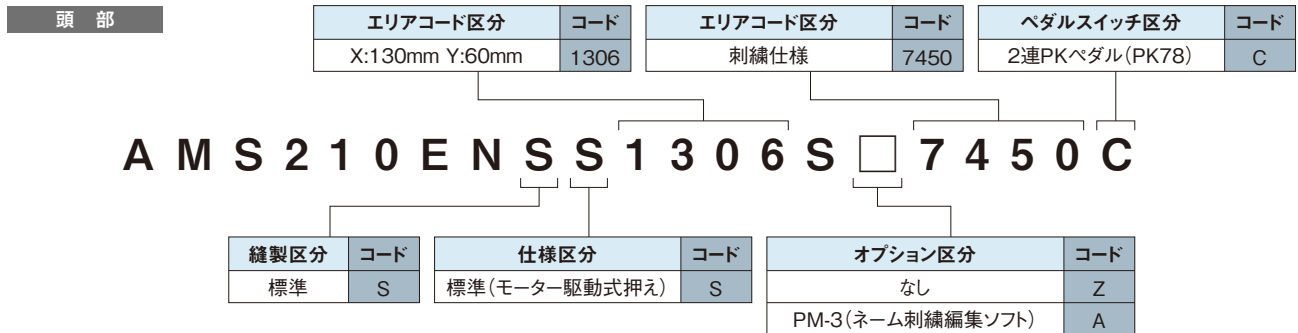 頭 部
エリアコード区分 コード エリアコード区分 コード ペダルスイッチ区分 コード
X:130mm Y:60mm 1306 刺繍仕様 7450 2連PKペダル(PK78) C
AMS210ENSS1306S□7450C
縫製区分 コード 仕様区分 コード オプション区分 コード
標準 S 標準(モーター駆動式押え) S なし Z
PM-3(ネーム刺繍編集ソフト) A